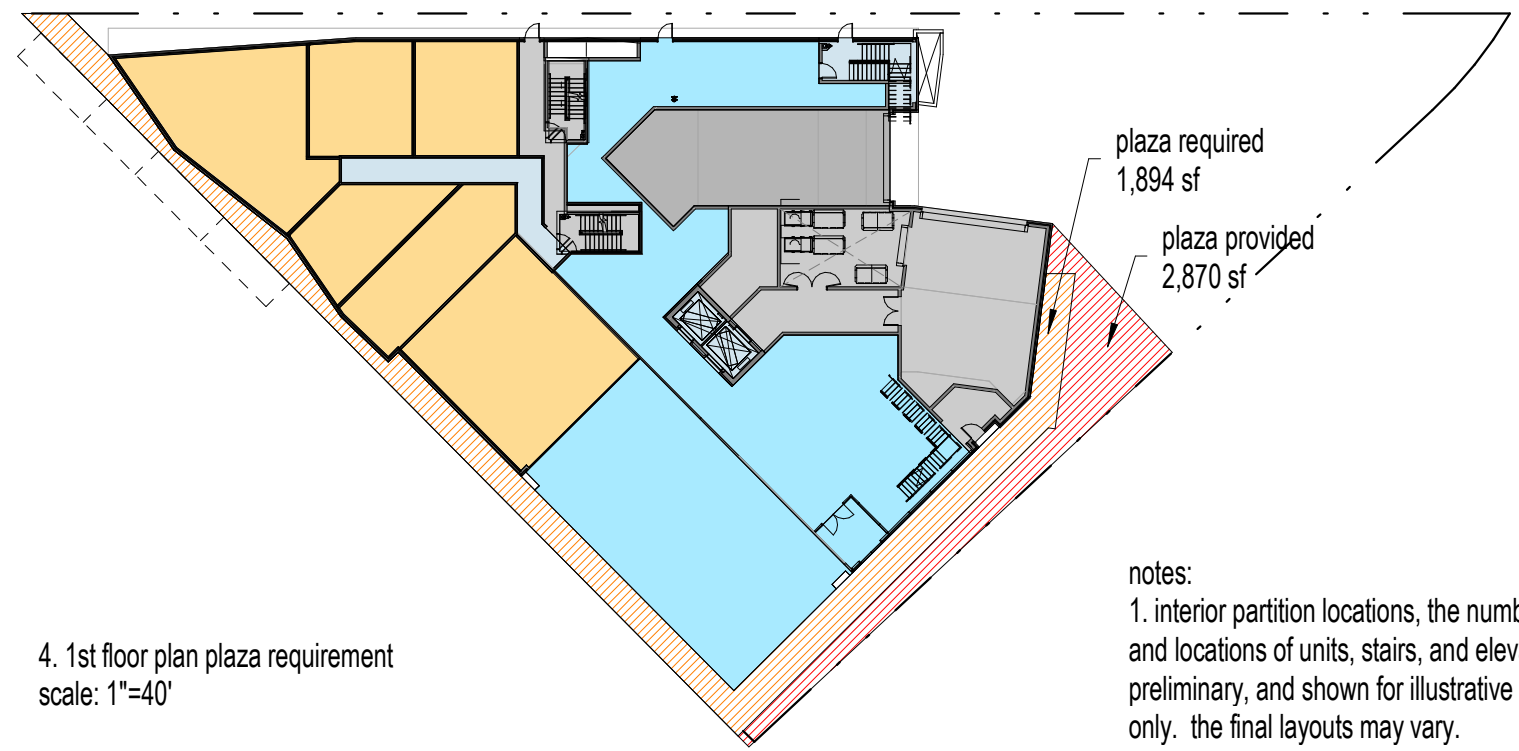 plaza required
1,894 sf
plaza provided
2,870 sf
notes:
1. interior partition locations, the numb
and locations of units, stairs, and elev
preliminary, and shown for illustrative
only. the final layouts may vary.
4. 1st floor plan plaza requirement
scale: 1"=40'